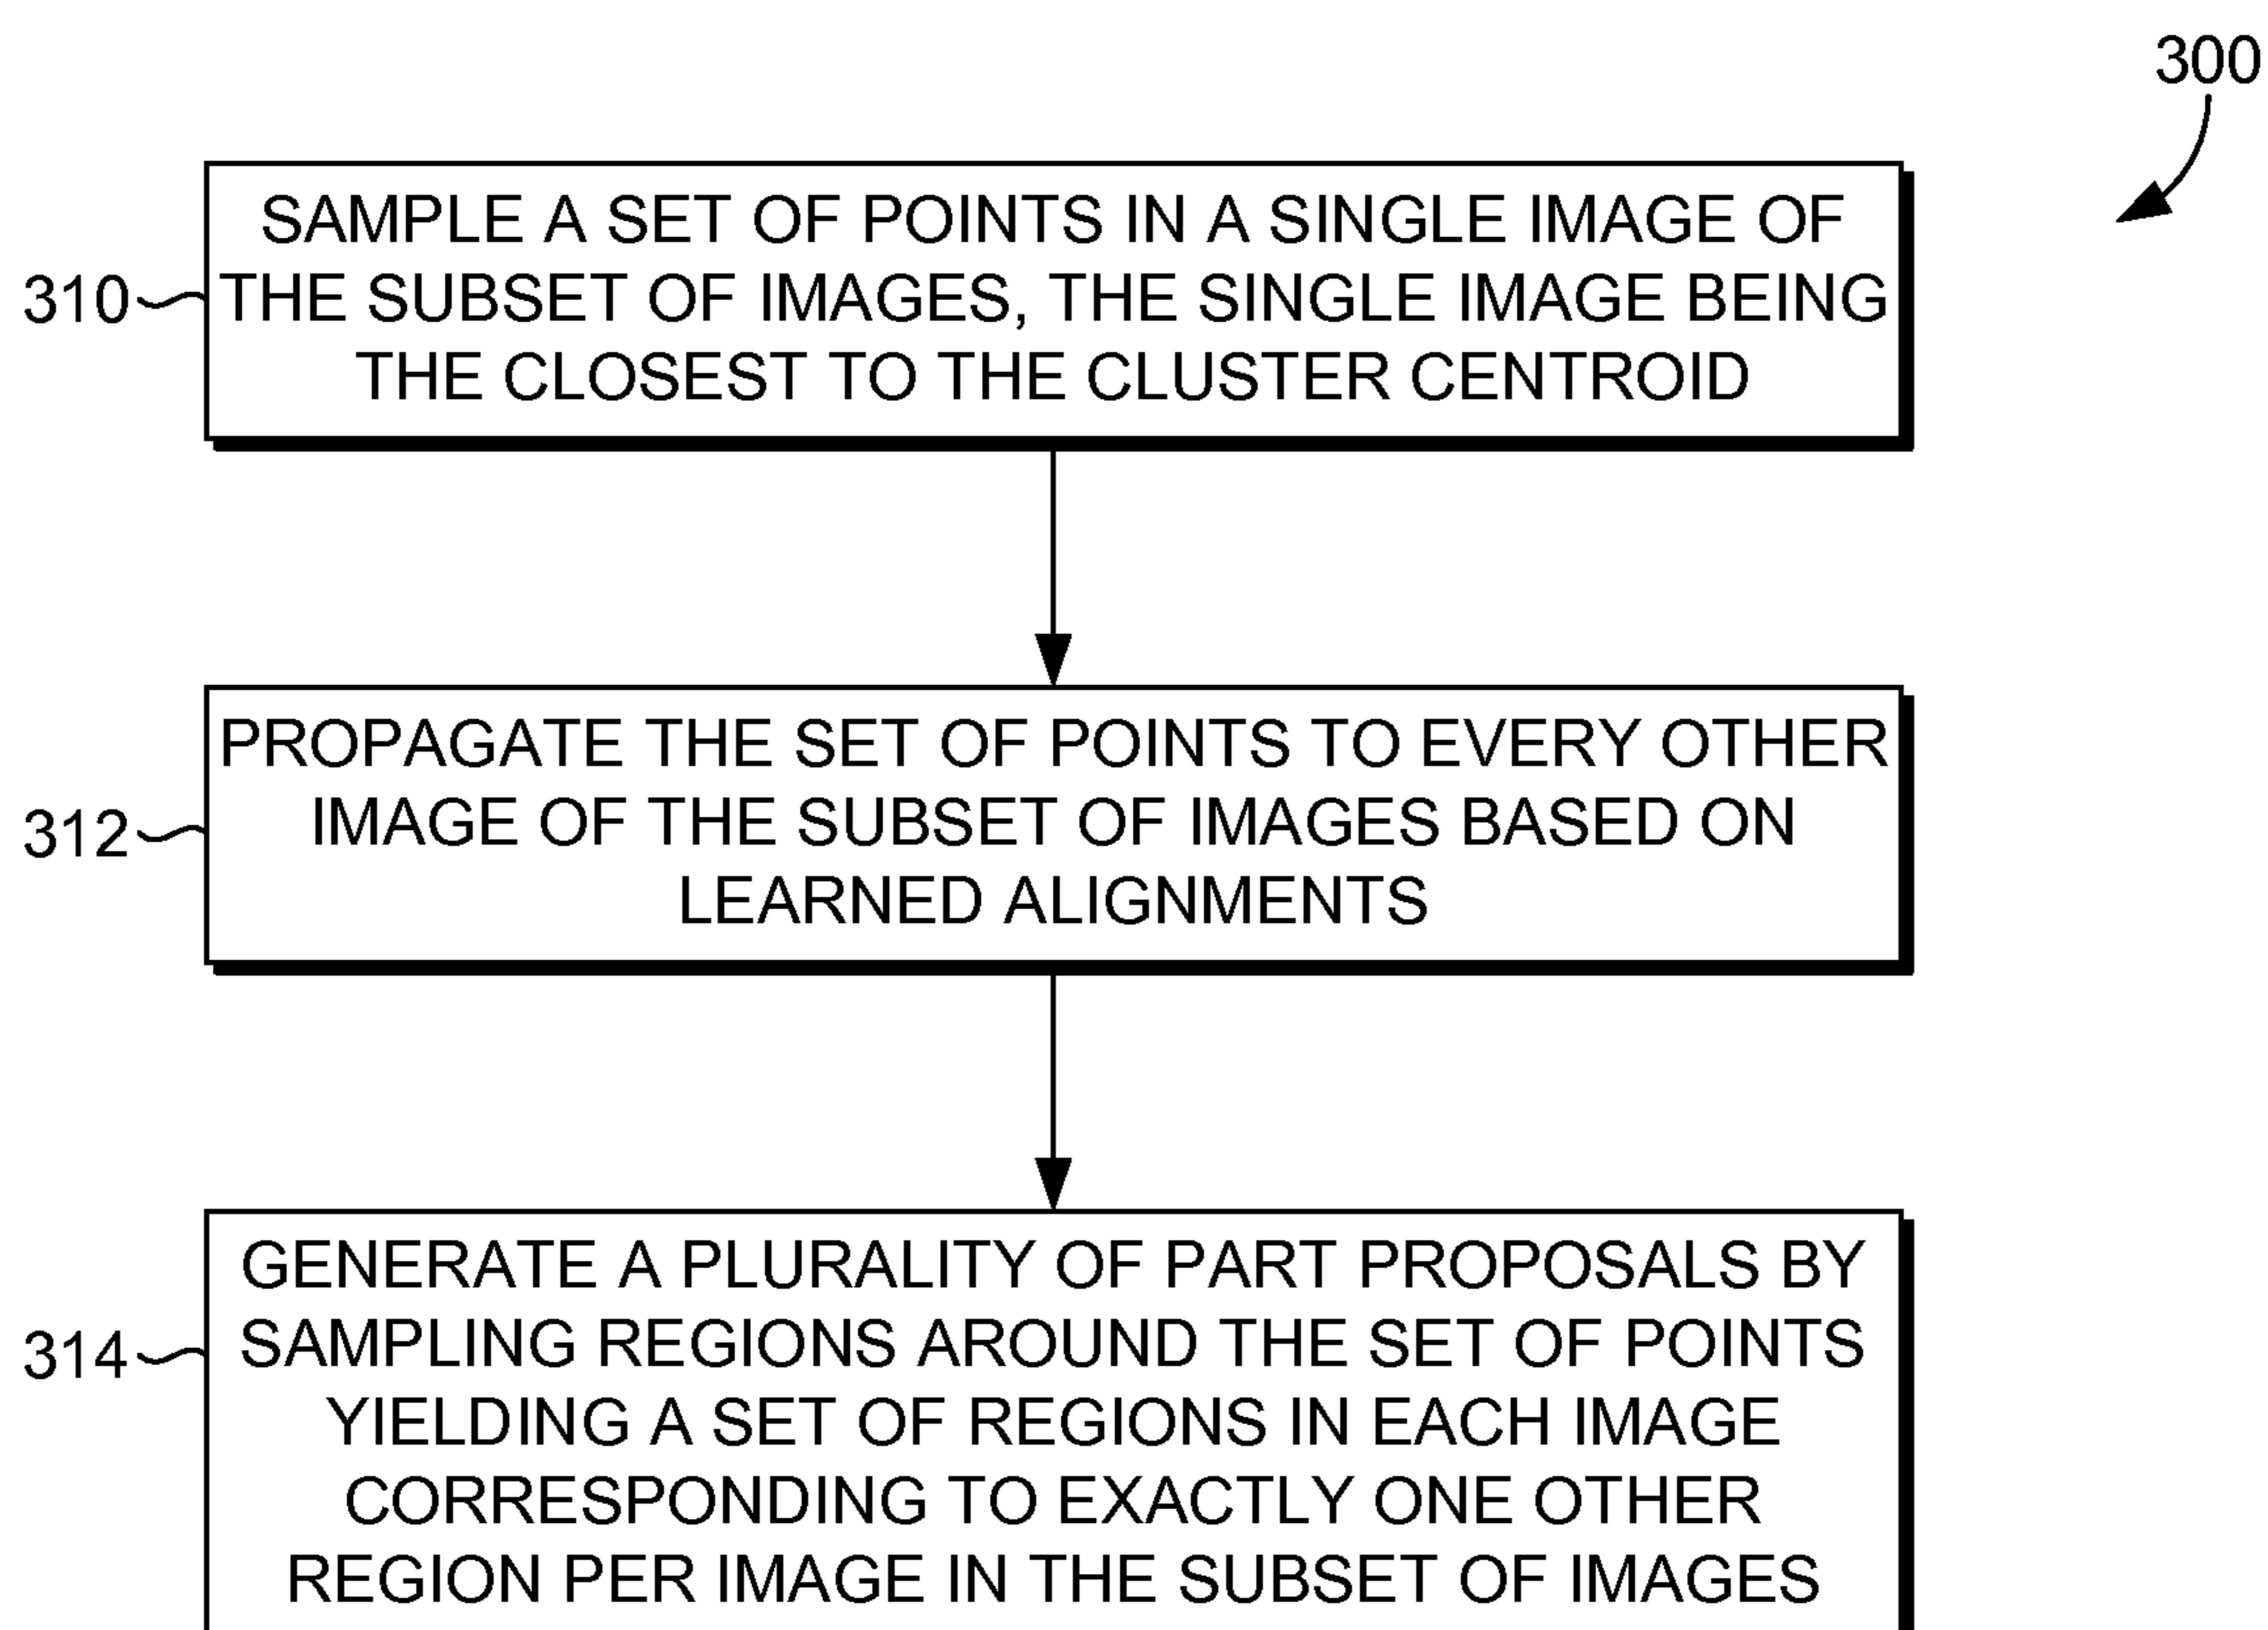 300
SAMPLE A SET OF POINTS IN A SINGLE IMAGE OF
310
THE SUBSET OF IMAGES, THE SINGLE IMAGE BEING
THE CLOSEST TO THE CLUSTER CENTROID
PROPAGATE THE SET OF POINTS TO EVERY OTHER
312
IMAGE OF THE SUBSET OF IMAGES BASED ON
LEARNED ALIGNMENTS
GENERATE A PLURALITY OF PART PROPOSALS BY
314
SAMPLING REGIONS AROUND THE SET OF POINTS
YIELDING A SET OF REGIONS IN EACH IMAGE
CORRESPONDING TO EXACTLY ONE OTHER
REGION PER IMAGE IN THE SUBSET OF IMAGES